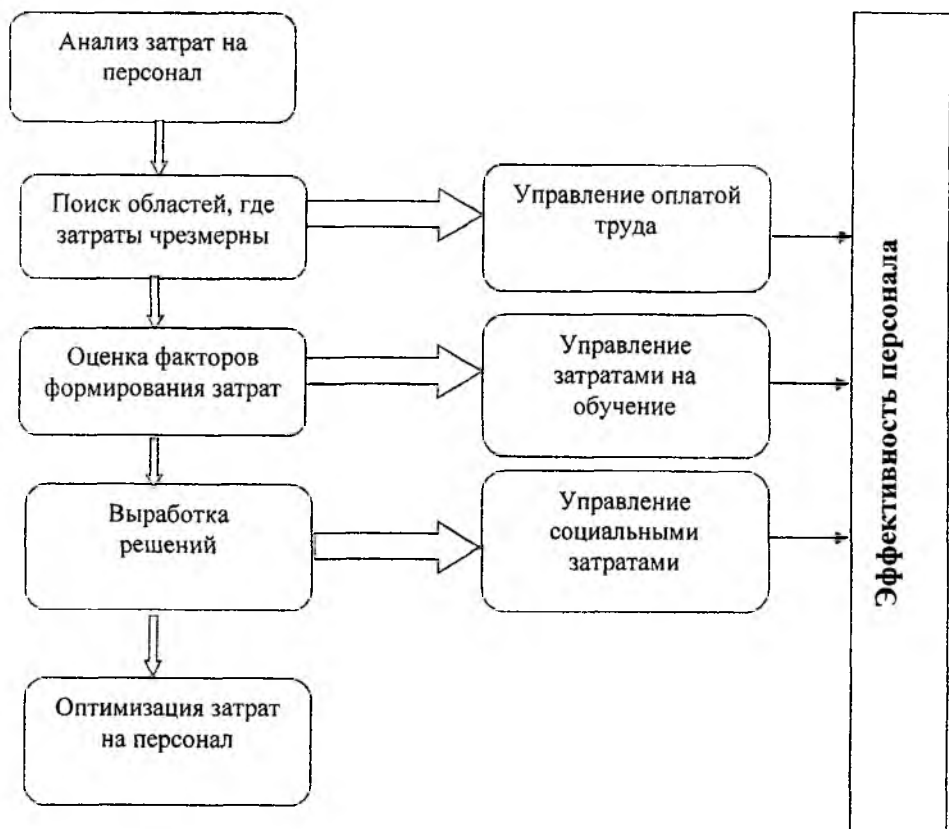 Анализ затрат на
персонал
Поиск областей, где
затраты чрезмерны
Управление оплатой
труда
Оценка факторов
формирования затрат
Управление
затратами на
обучение
Выработка
решений
Управление
социальными
затратами
Оптимизация затрат
на персонал
Эффективность персонала